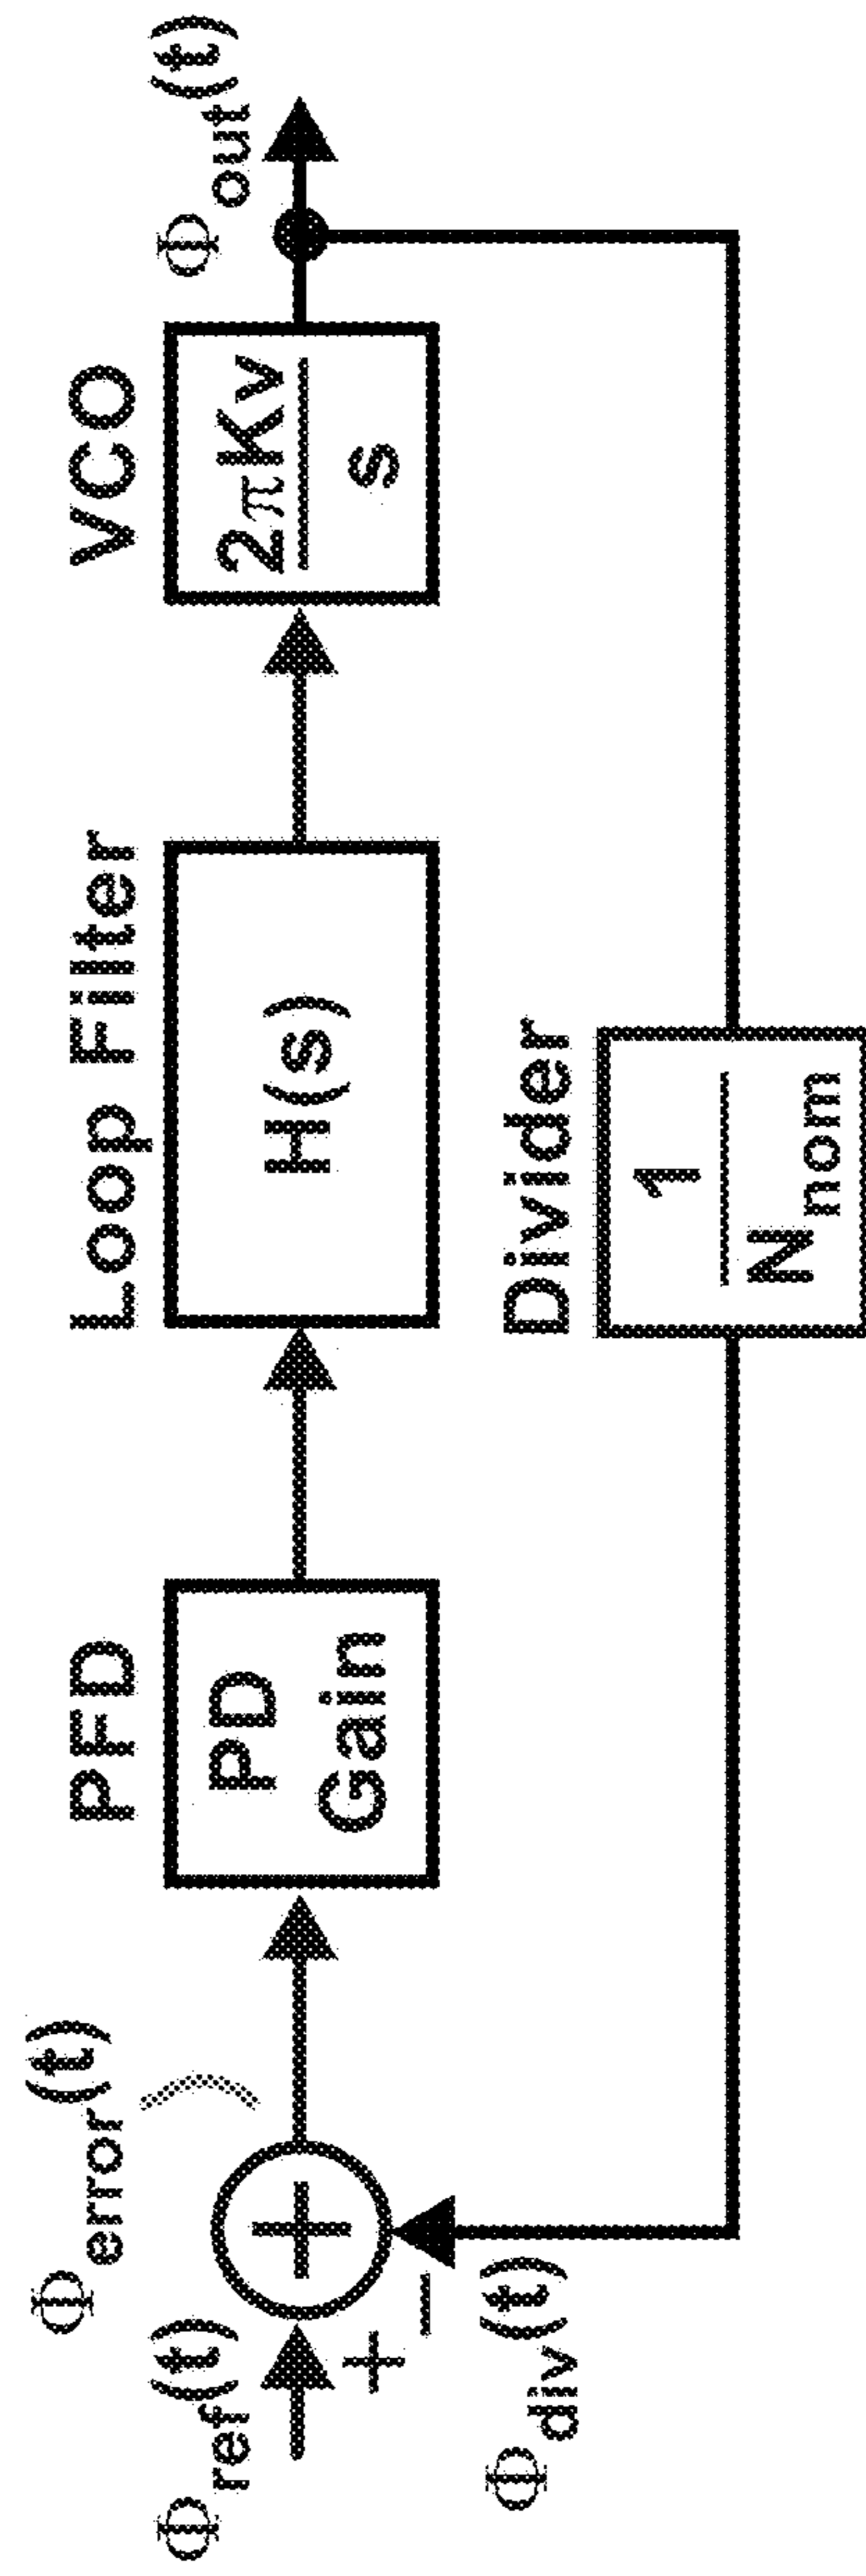 Φerror(t)
PFD
Loop Filter
VCO
Φref(t)
Φout(t)
PD
Gain
H(s)
2πKv
s
+
+
−
Φdiv(t)
Divider
1
Nnom